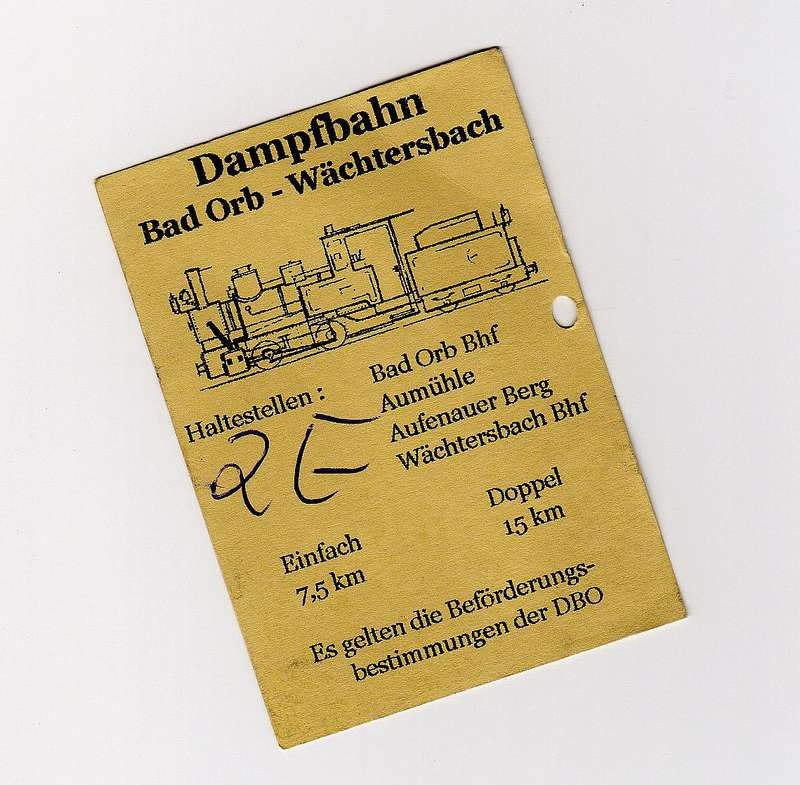 Dampfbahn
Bad Orb - Wächtersbach
Haltestellen :
Bad Orb Bhf
Aumühle
Aufenauer Berg
Wächtersbach Bhf
2 E
Einfach
7,5 km
Doppel
15 km
Es gelten die Beförderungs-
bestimmungen der DBO